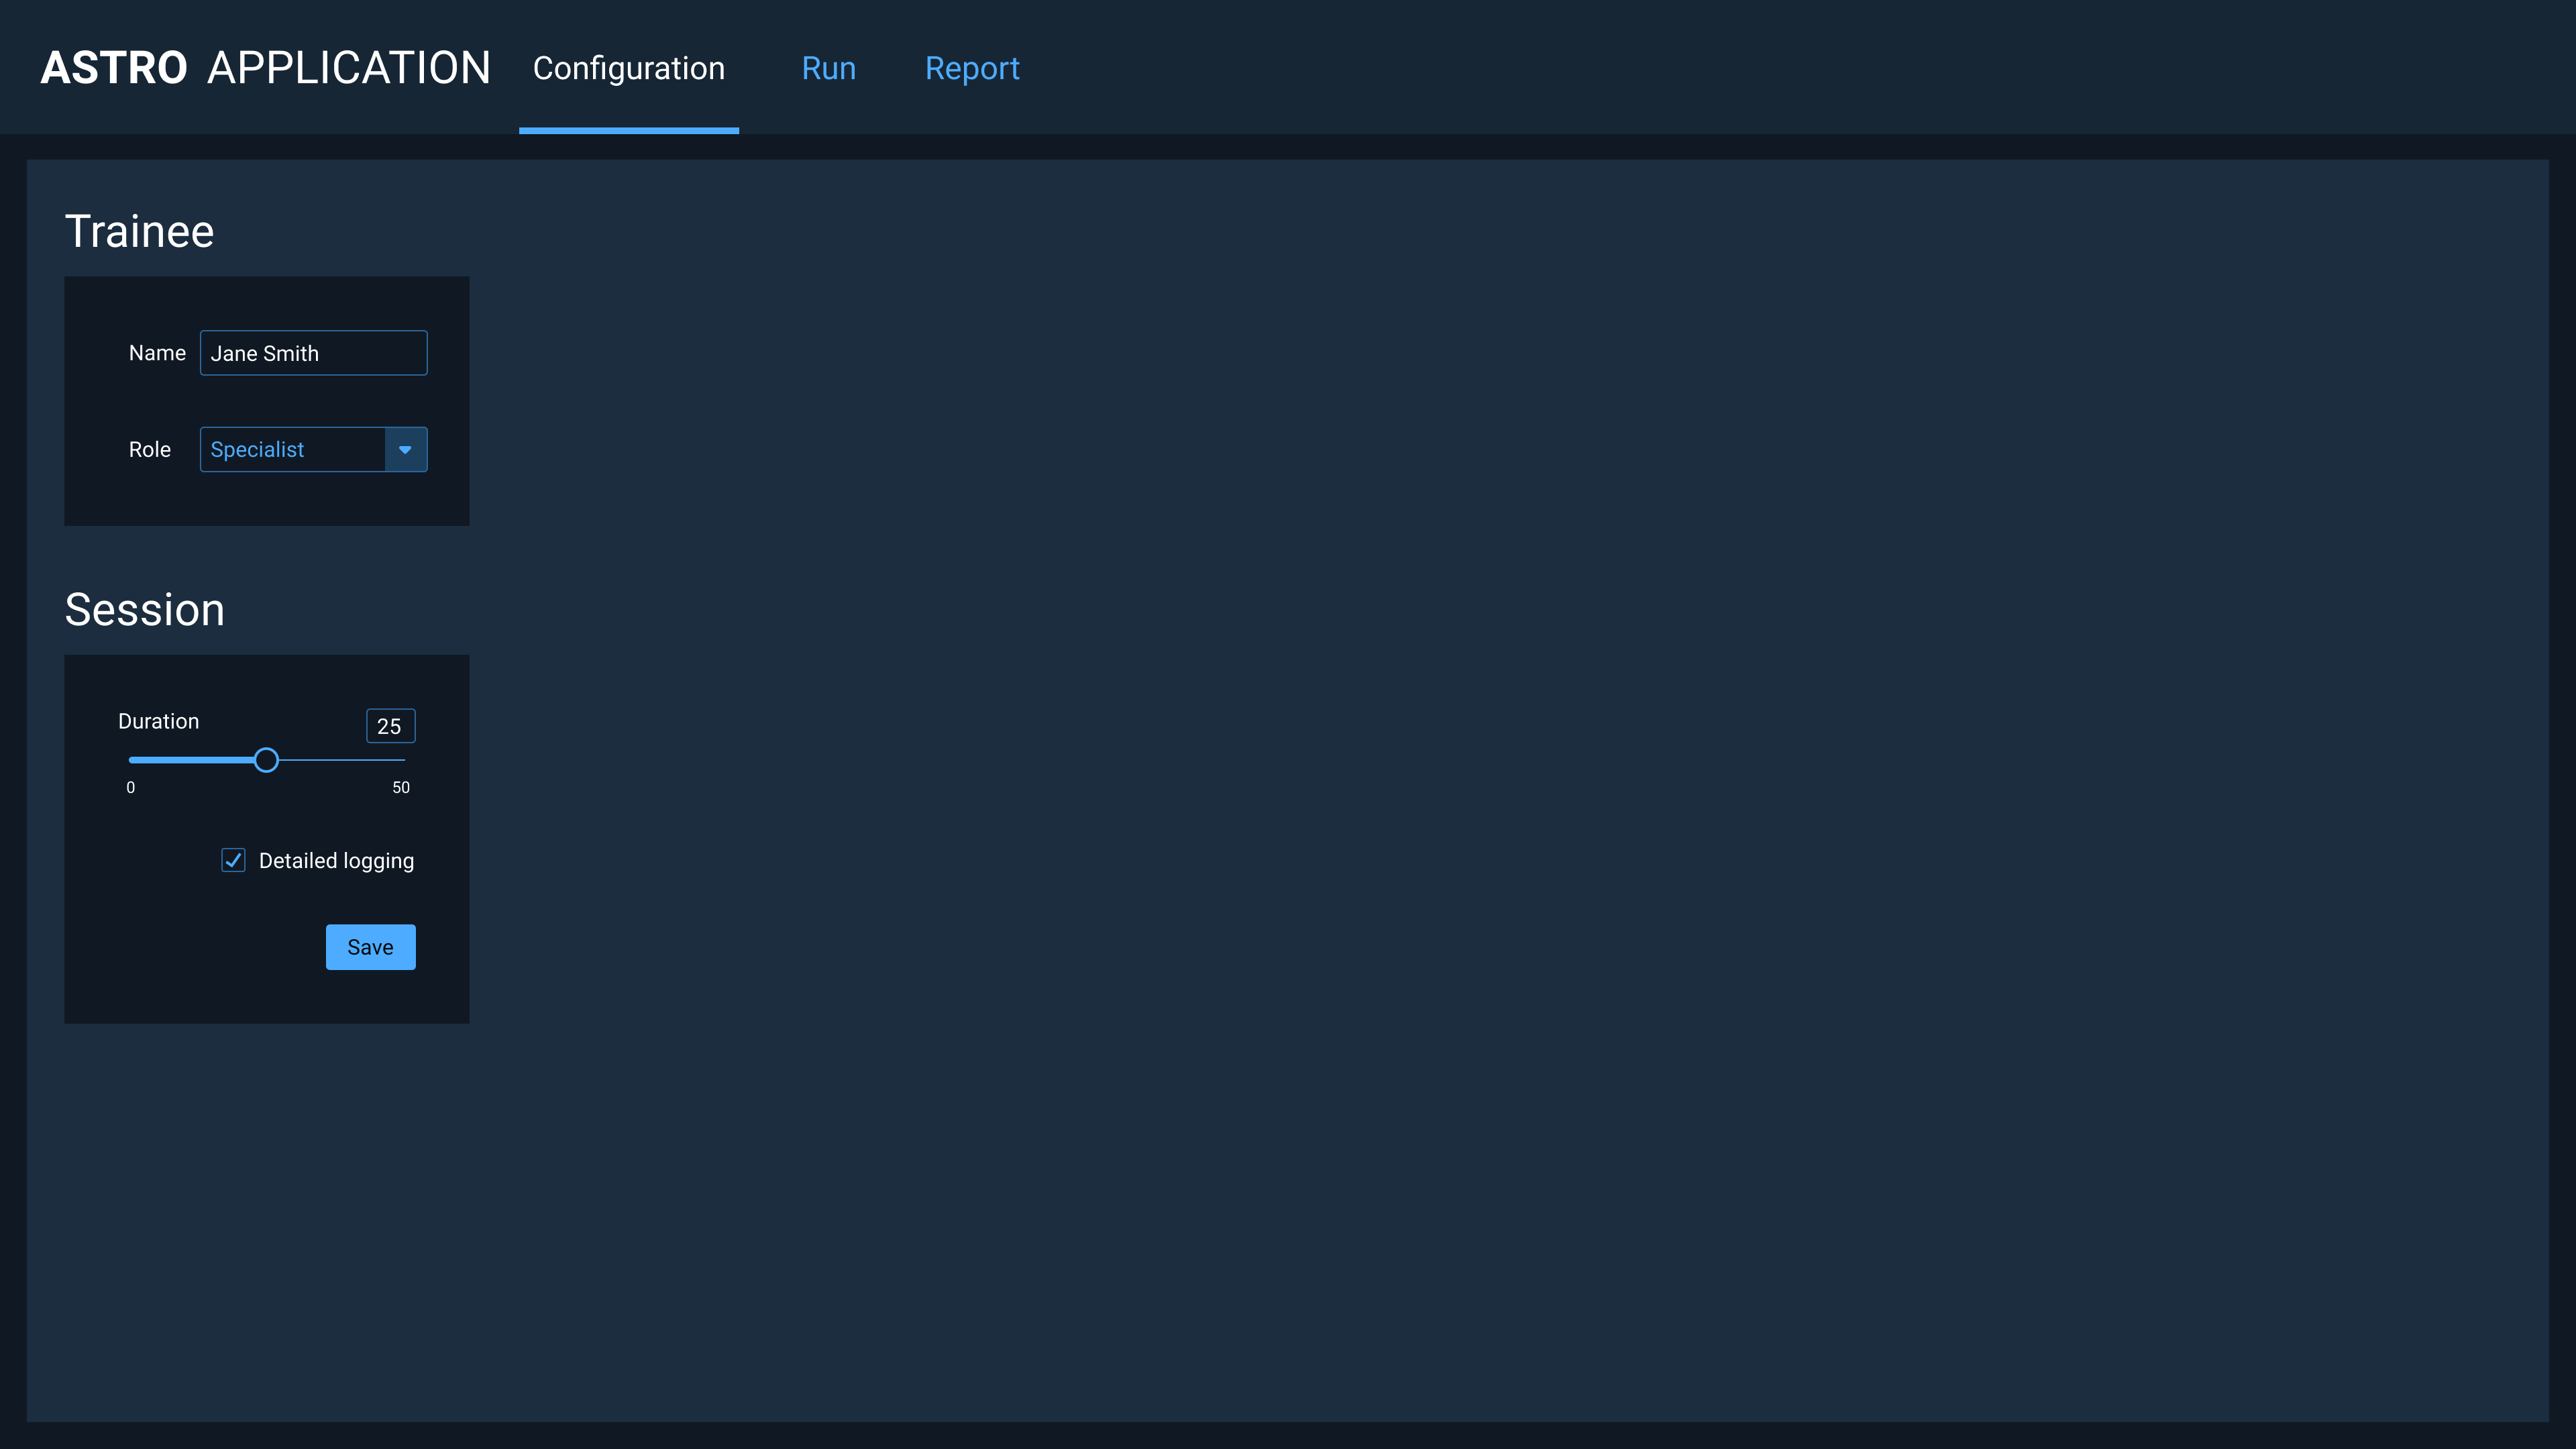 ASTRO APPLICATION Configuration Run Report
Trainee
Name Jane Smith
Role Specialist
Session
Duration 25
0 50
Detailed logging
Save